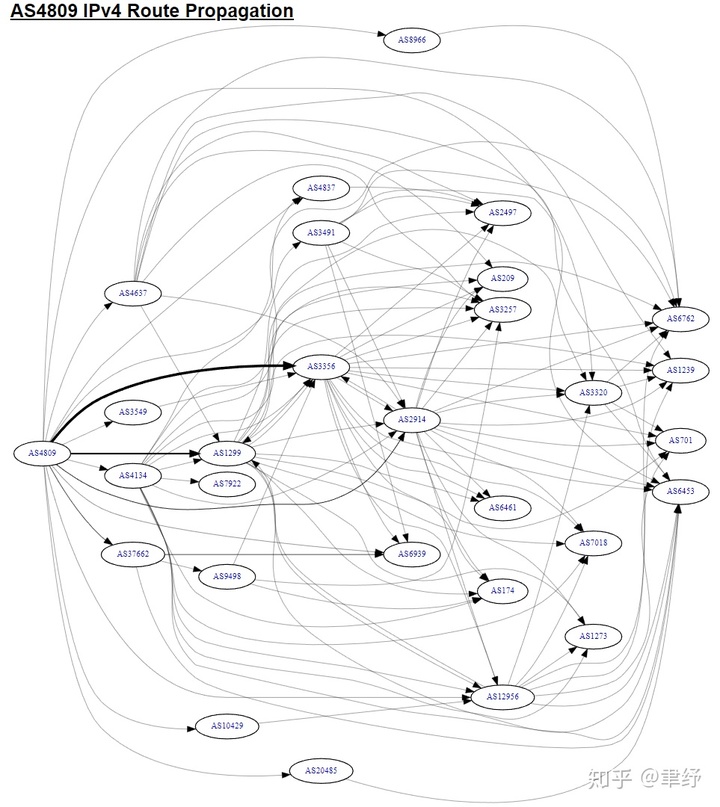 AS4809 IPv4 Route Propagation
AS8966
AS4837
AS2497
AS3491
AS209
AS4637
AS3257
AS6762
AS3356
AS1239
AS3320
AS3549
AS2914
AS701
AS4809
AS1299
AS4134
AS7922
AS6453
AS6461
AS37662
AS6939
AS7018
AS9498
AS174
AS1273
AS12956
AS10429
AS20485
知乎 @聿纾